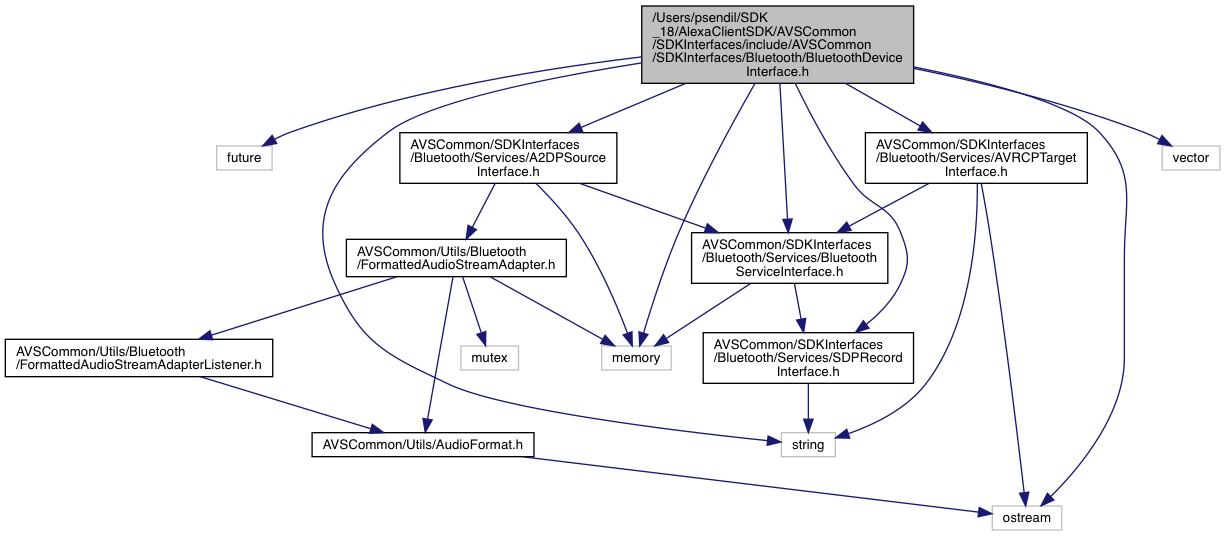 /Users/psendil/SDK
_18/AlexaClientSDK/AVSCommon
/SDKInterfaces/include/AVSCommon
/SDKInterfaces/Bluetooth/BluetoothDevice
Interface.h
future
AVSCommon/SDKInterfaces
/Bluetooth/Services/A2DPSource
Interface.h
AVSCommon/SDKInterfaces
/Bluetooth/Services/AVRCPTarget
Interface.h
vector
AVSCommon/Utils/Bluetooth
/FormattedAudioStreamAdapter.h
AVSCommon/SDKInterfaces
/Bluetooth/Services/Bluetooth
ServiceInterface.h
AVSCommon/Utils/Bluetooth
/FormattedAudioStreamAdapterListener.h
mutex
memory
AVSCommon/SDKInterfaces
/Bluetooth/Services/SDPRecord
Interface.h
AVSCommon/Utils/AudioFormat.h
string
ostream